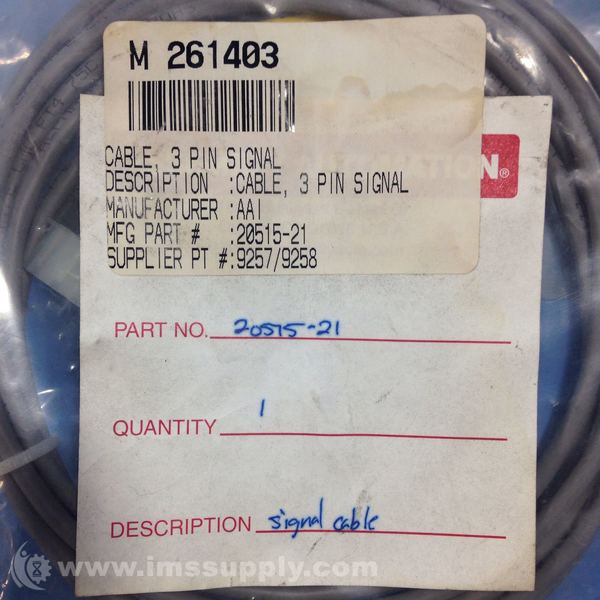 M 261403
CABLE, 3 PIN SIGNAL
DESCRIPTION :CABLE, 3 PIN SIGNAL
MANUFACTURER :AAI
MFG PART # :20515-21
SUPPLIER PT #:9257/9258
PART NO. 20515-21
QUANTITY 1
DESCRIPTION signal cable
www.imssupply.com